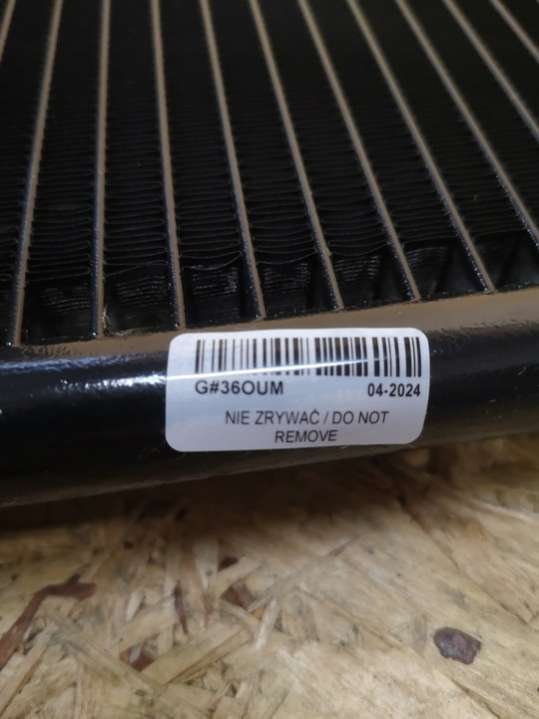 G#36OUM 04-2024
NIE ZRYWAĆ / DO NOT
REMOVE